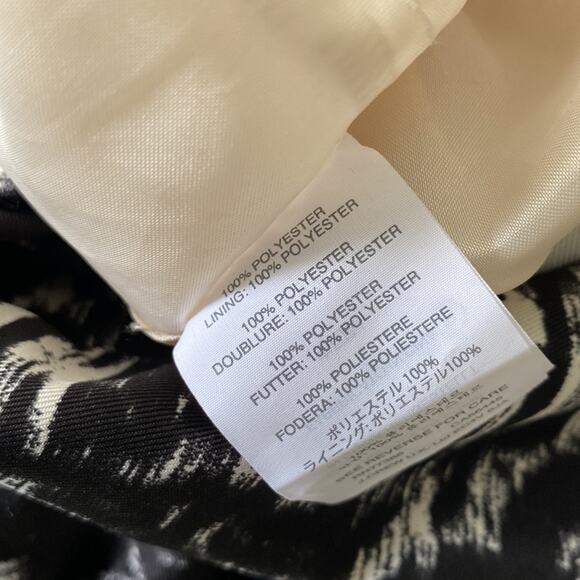 100% POLYESTER
LINING: 100% POLYESTER
100% POLYESTER
DOUBLURE: 100% POLYESTER
100% POLYESTER
FUTTER: 100% POLYESTER
100% POLIESTERE
FODERA: 100% POLIESTERE
ポリエステル 100%
ライニング:ポリエステル100%
SEE REVERSE FOR CARE
J.CREW U.K. Ltd